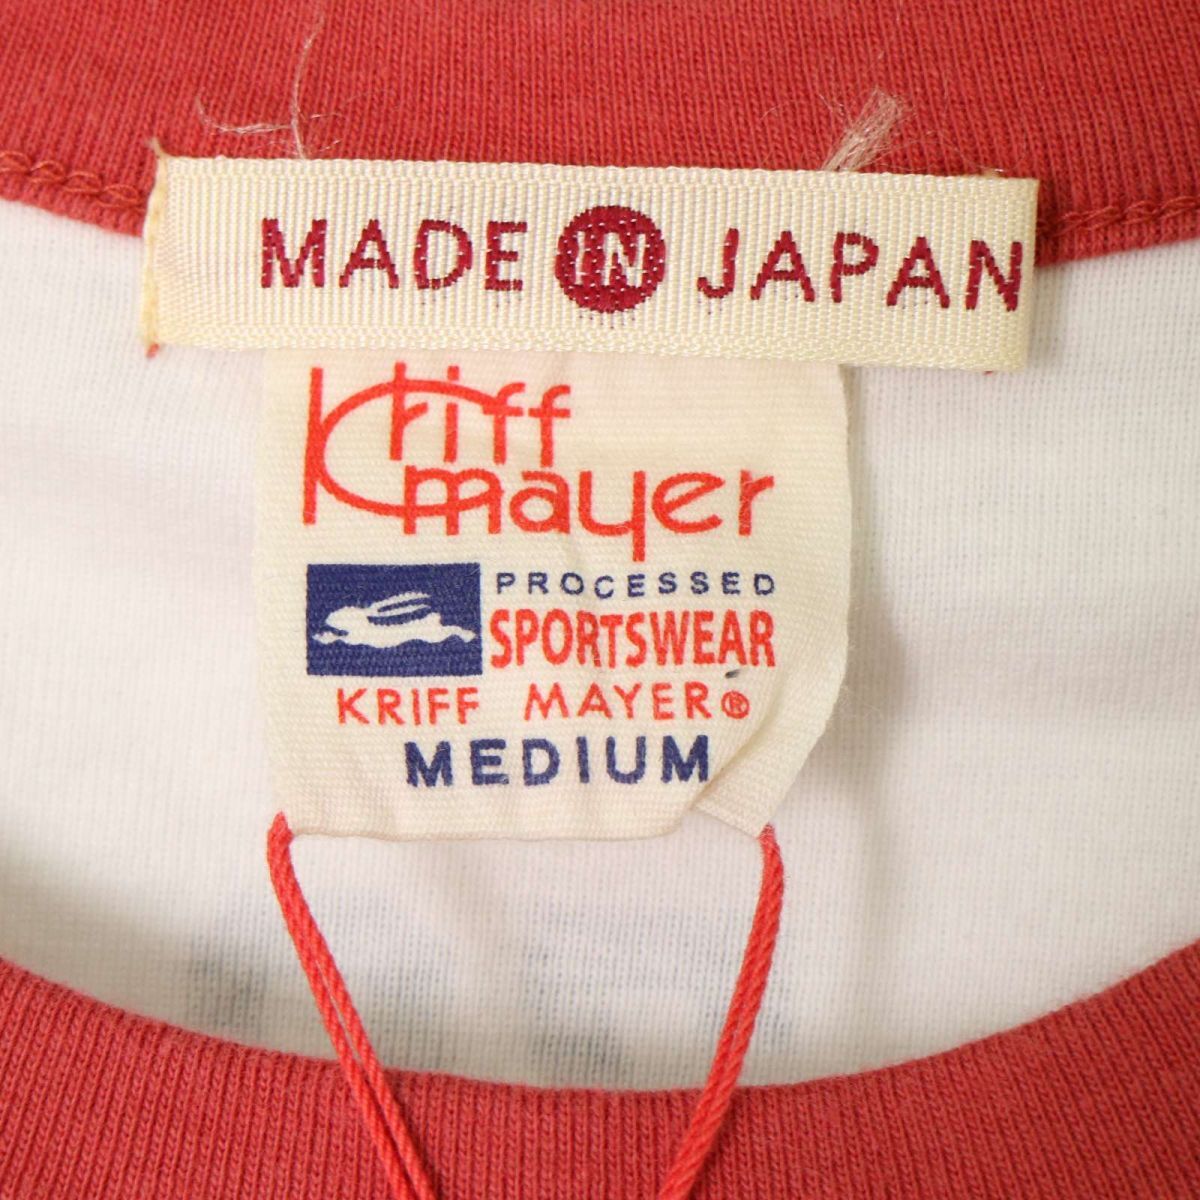 MADE IN JAPAN
Kriff
mayer
PROCESSED
SPORTSWEAR
KRIFF MAYER®
MEDIUM